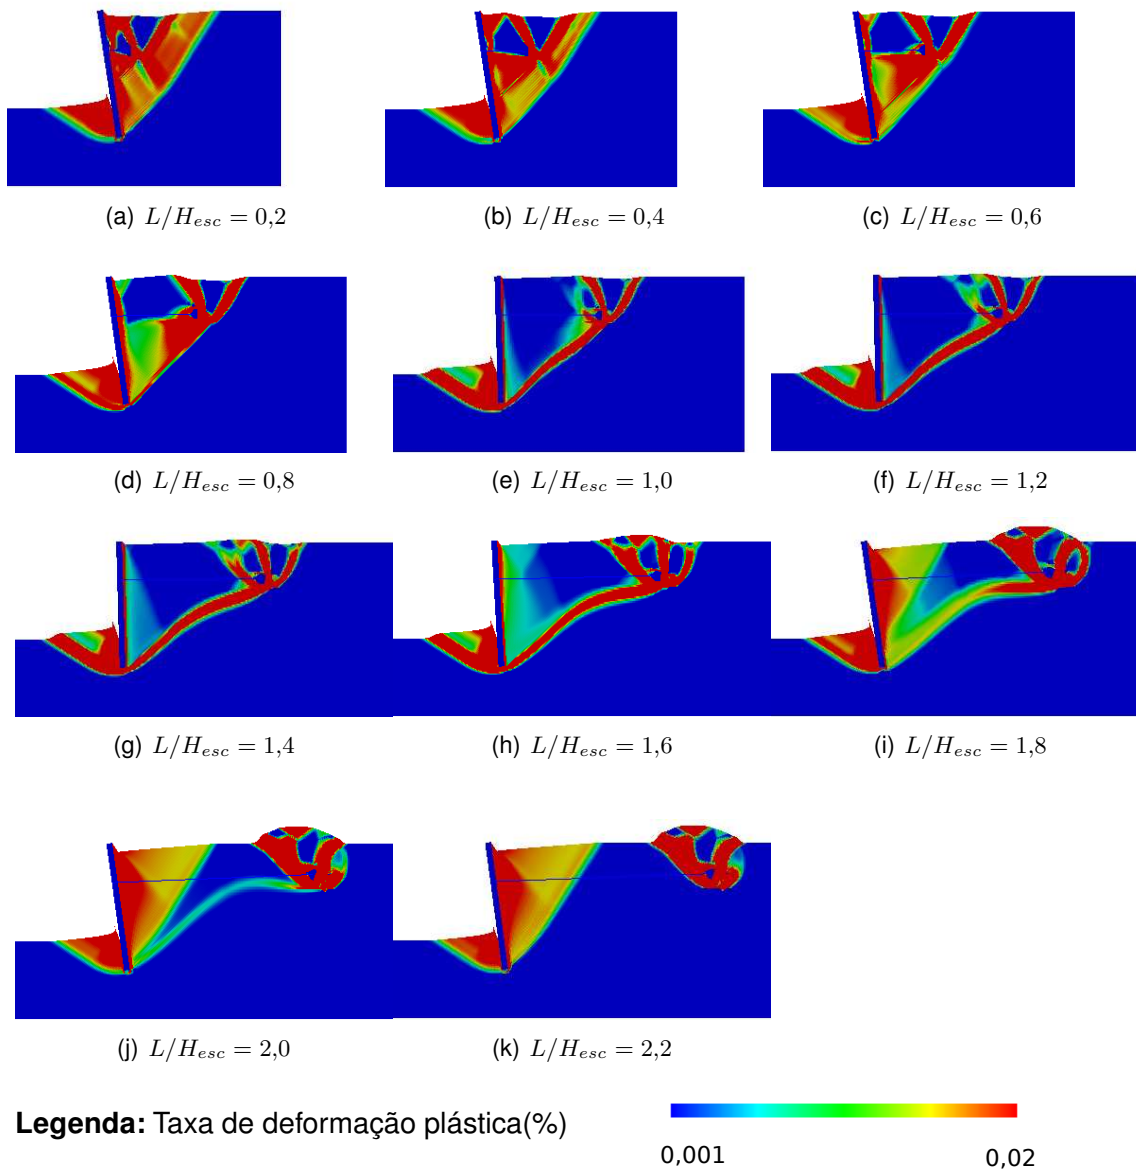 (a) L/H_esc = 0,2
(b) L/H_esc = 0,4
(c) L/H_esc = 0,6
(d) L/H_esc = 0,8
(e) L/H_esc = 1,0
(f) L/H_esc = 1,2
(g) L/H_esc = 1,4
(h) L/H_esc = 1,6
(i) L/H_esc = 1,8
(j) L/H_esc = 2,0
(k) L/H_esc = 2,2
Legenda: Taxa de deformação plástica(%)
0,001
0,02